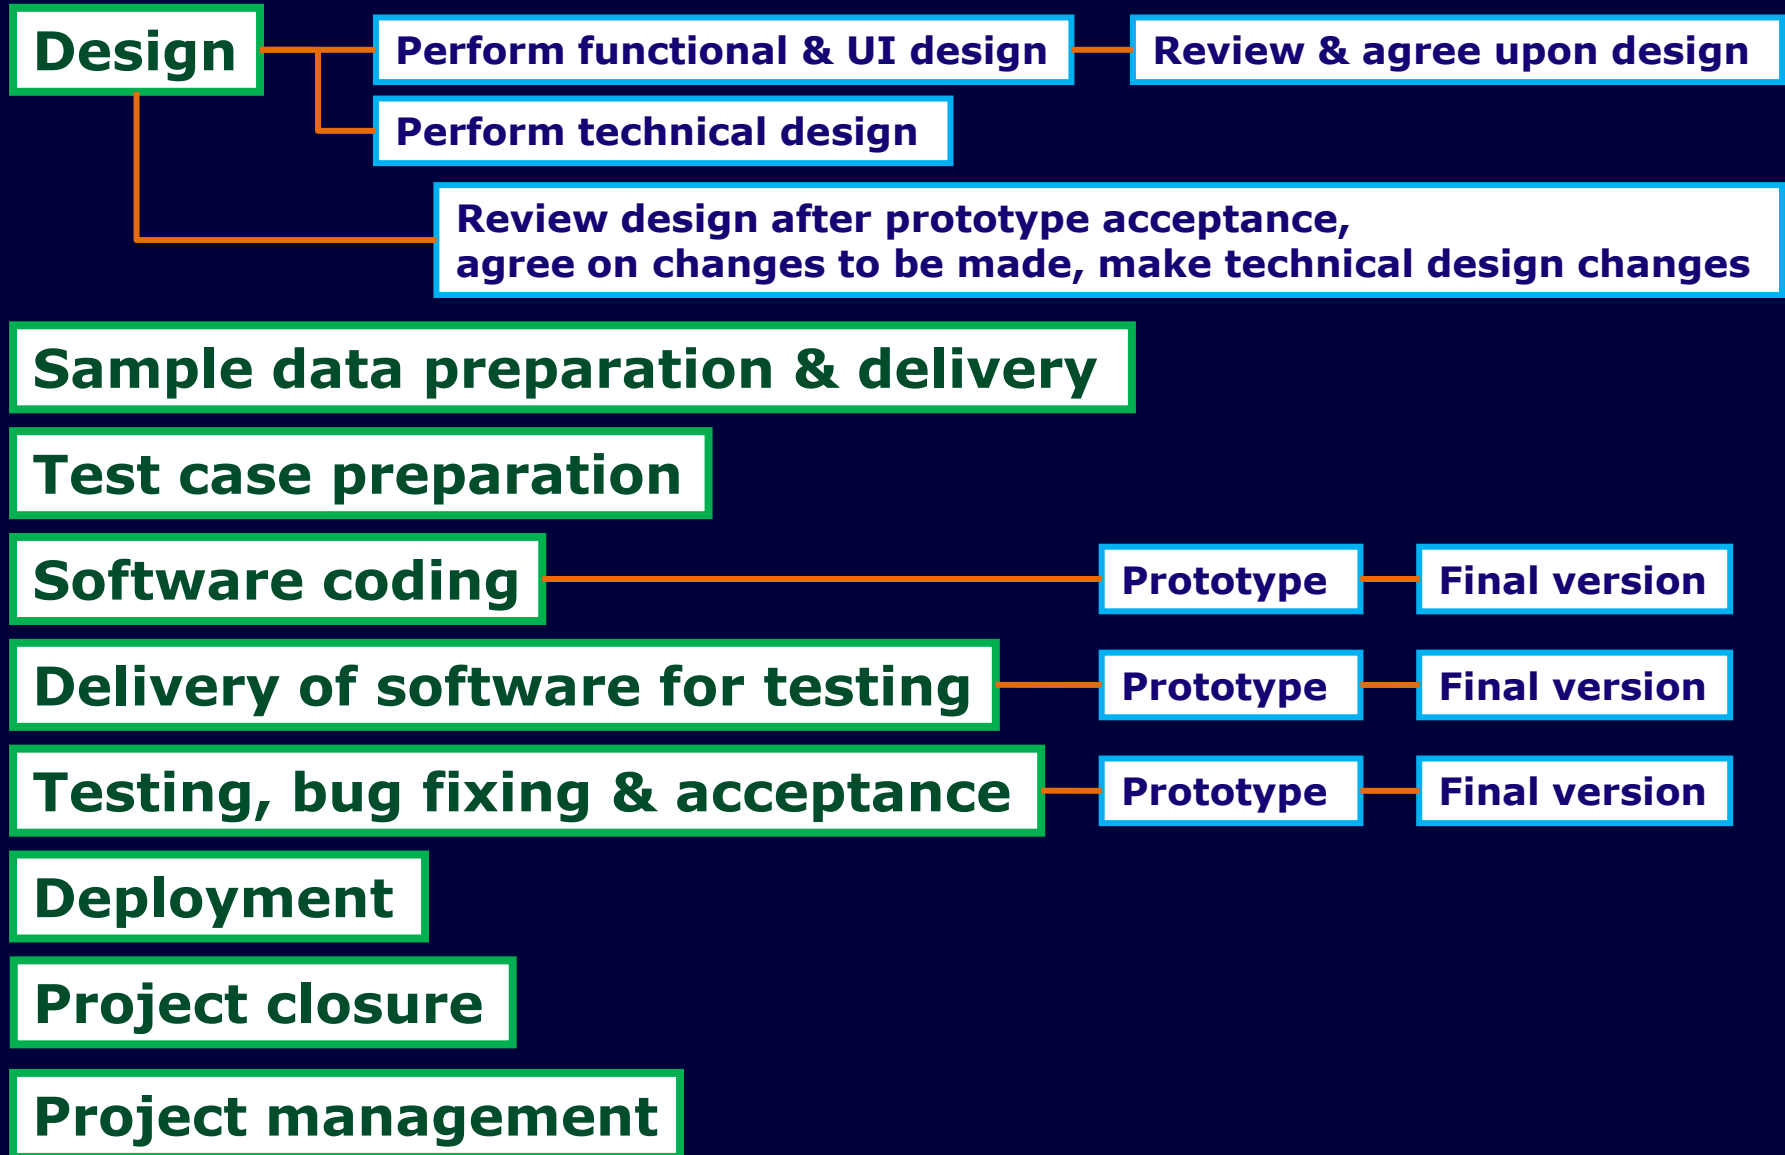 Design
Perform functional & UI design
Review & agree upon design
Perform technical design
Review design after prototype acceptance,
agree on changes to be made, make technical design changes
Sample data preparation & delivery
Test case preparation
Software coding
Prototype
Final version
Delivery of software for testing
Prototype
Final version
Testing, bug fixing & acceptance
Prototype
Final version
Deployment
Project closure
Project management